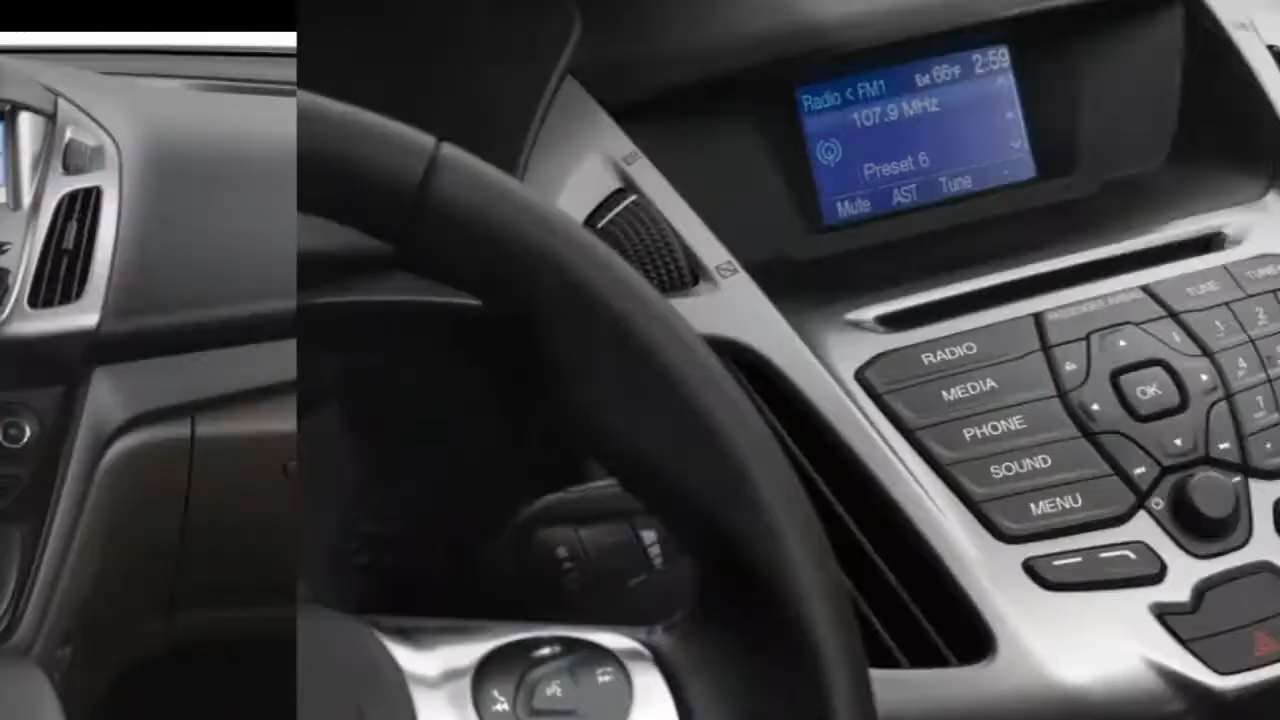 Radio < FM1 Ext 66°F 2:59
107.9 MHz
Preset 6
Mute AST Tune
RADIO
MEDIA
PHONE
SOUND
MENU
OK
TUNE
1
2
4